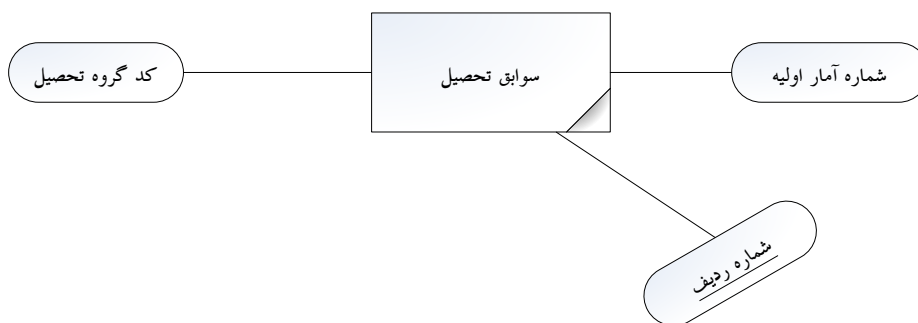 شماره آمار اولیه
سوابق تحصیل
کد گروه تحصیل
شماره ردیف